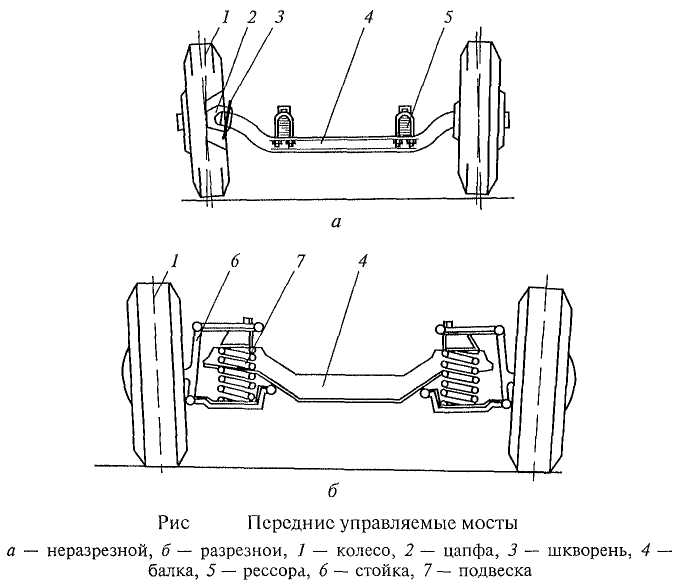 1 2 3 4 5
а
1 6 7 4
б
Рис Передние управляемые мосты
а — неразрезной, б — разрезнои, 1 — колесо, 2 — цапфа, 3 — шкворень, 4 —
балка, 5 — рессора, 6 — стойка, 7 — подвеска